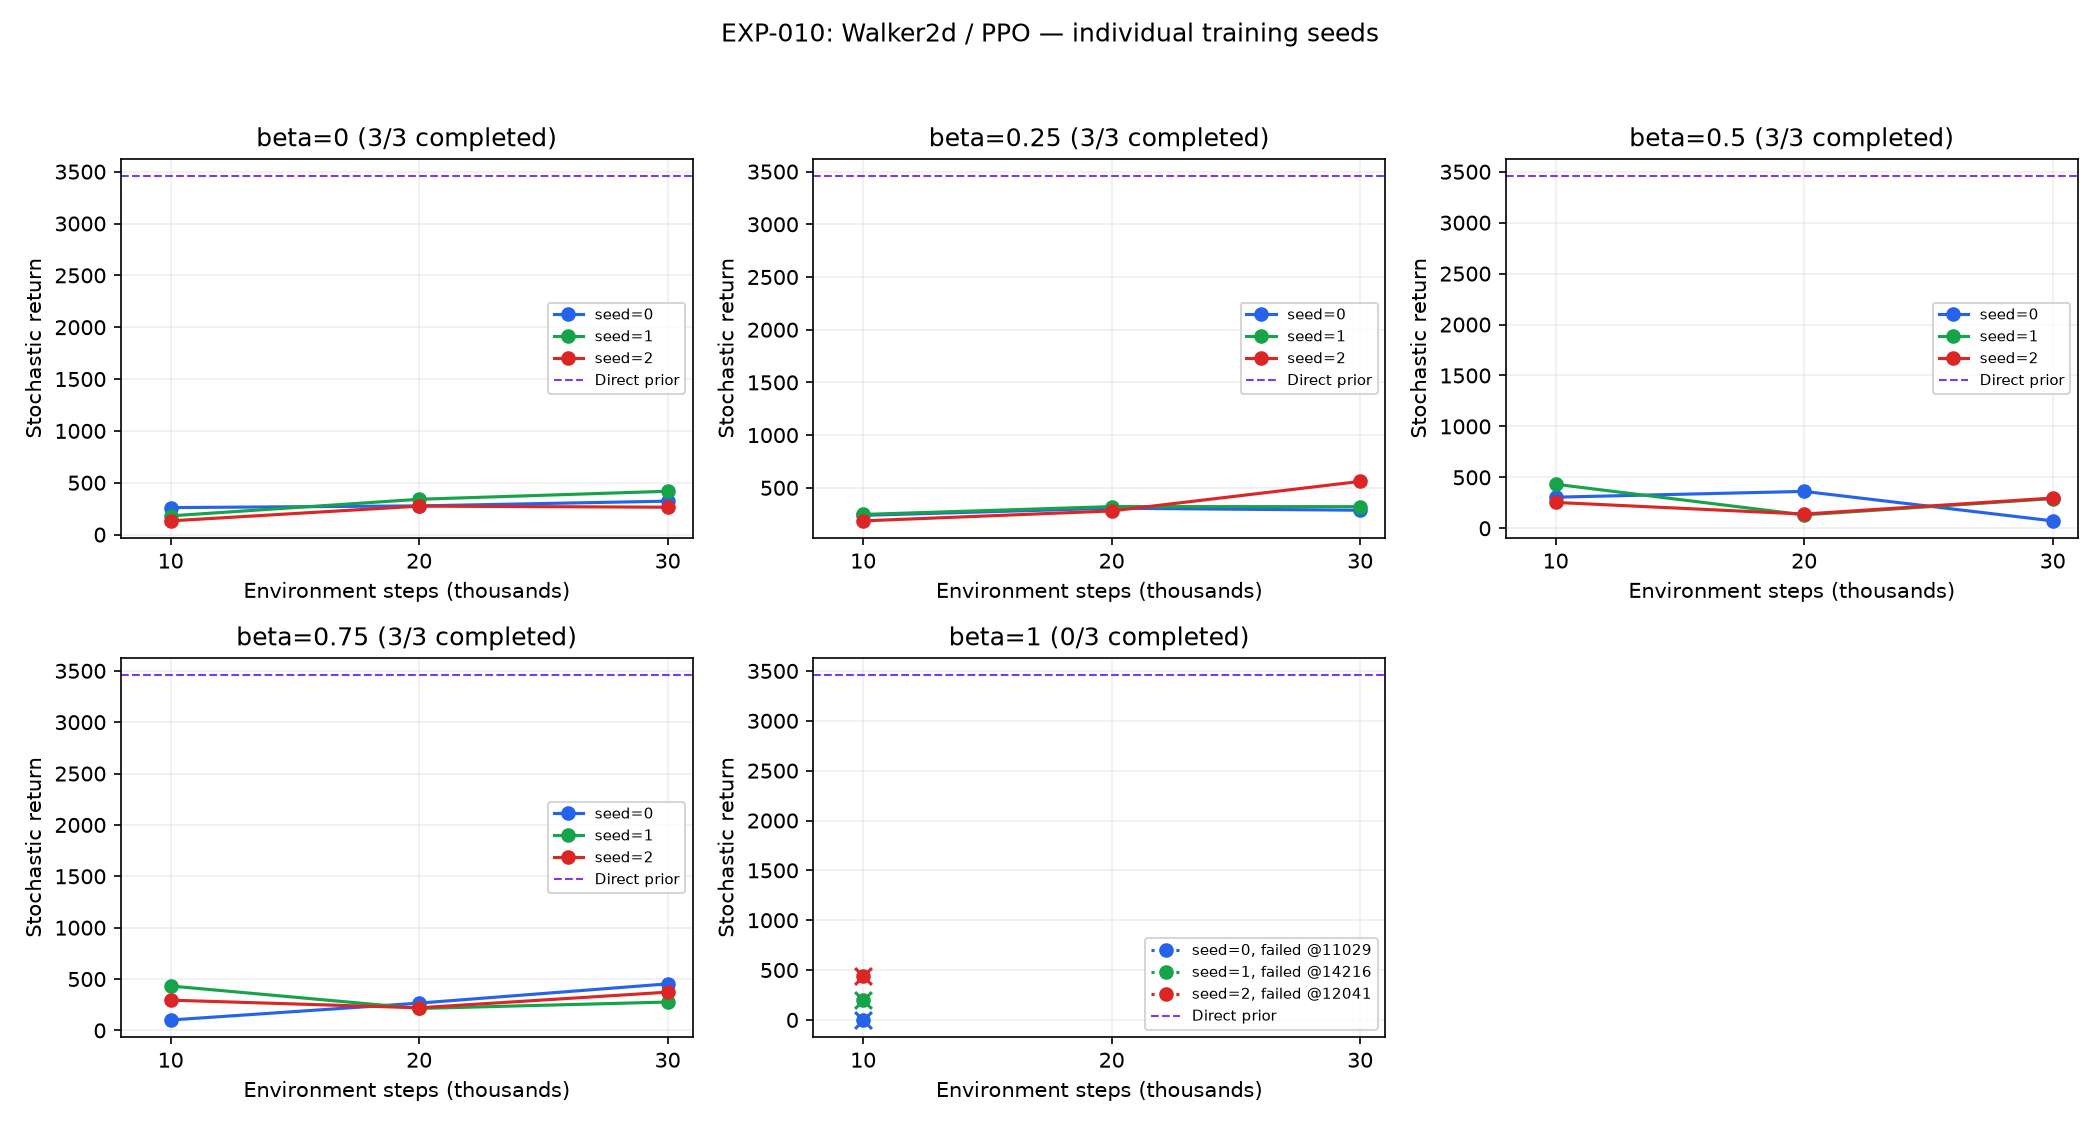 EXP-010: Walker2d / PPO — individual training seeds
beta=0 (3/3 completed)
3500
3000
2500
2000
1500
1000
500
0
Stochastic return
seed=0
seed=1
seed=2
Direct prior
10
20
30
Environment steps (thousands)
beta=0.25 (3/3 completed)
3500
3000
2500
2000
1500
1000
500
Stochastic return
seed=0
seed=1
seed=2
Direct prior
10
20
30
Environment steps (thousands)
beta=0.5 (3/3 completed)
3500
3000
2500
2000
1500
1000
500
0
Stochastic return
seed=0
seed=1
seed=2
Direct prior
10
20
30
Environment steps (thousands)
beta=0.75 (3/3 completed)
3500
3000
2500
2000
1500
1000
500
0
Stochastic return
seed=0
seed=1
seed=2
Direct prior
10
20
30
Environment steps (thousands)
beta=1 (0/3 completed)
3500
3000
2500
2000
1500
1000
500
0
Stochastic return
seed=0, failed @11029
seed=1, failed @14216
seed=2, failed @12041
Direct prior
10
20
30
Environment steps (thousands)